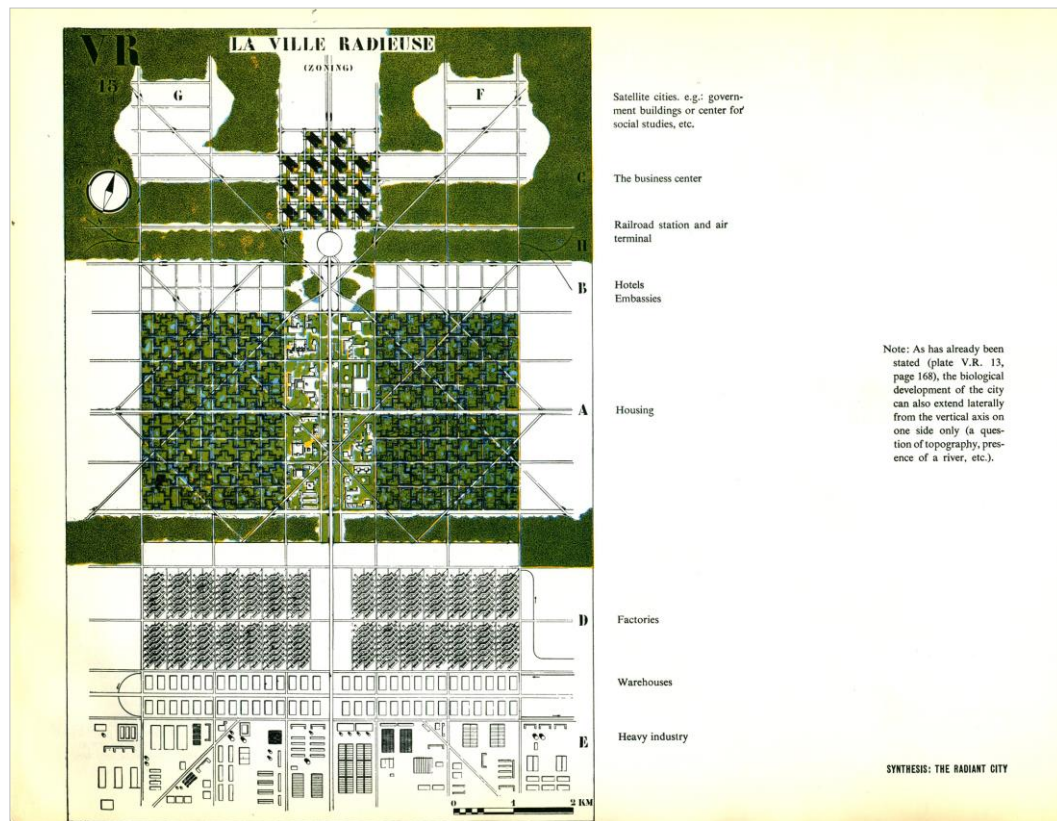 VR
15
LA VILLE RADIEUSE
(ZONING)
G
F
Satellite cities. e.g.: govern-
ment buildings or center for
social studies, etc.
C
The business center
H
Railroad station and air
terminal
B
Hotels
Embassies
Note: As has already been
stated (plate V.R. 13,
page 168), the biological
development of the city
can also extend laterally
from the vertical axis on
one side only (a ques-
tion of topography, pres-
ence of a river, etc.).
A
Housing
D
Factories
Warehouses
E
Heavy industry
0 1 2 KM
SYNTHESIS: THE RADIANT CITY